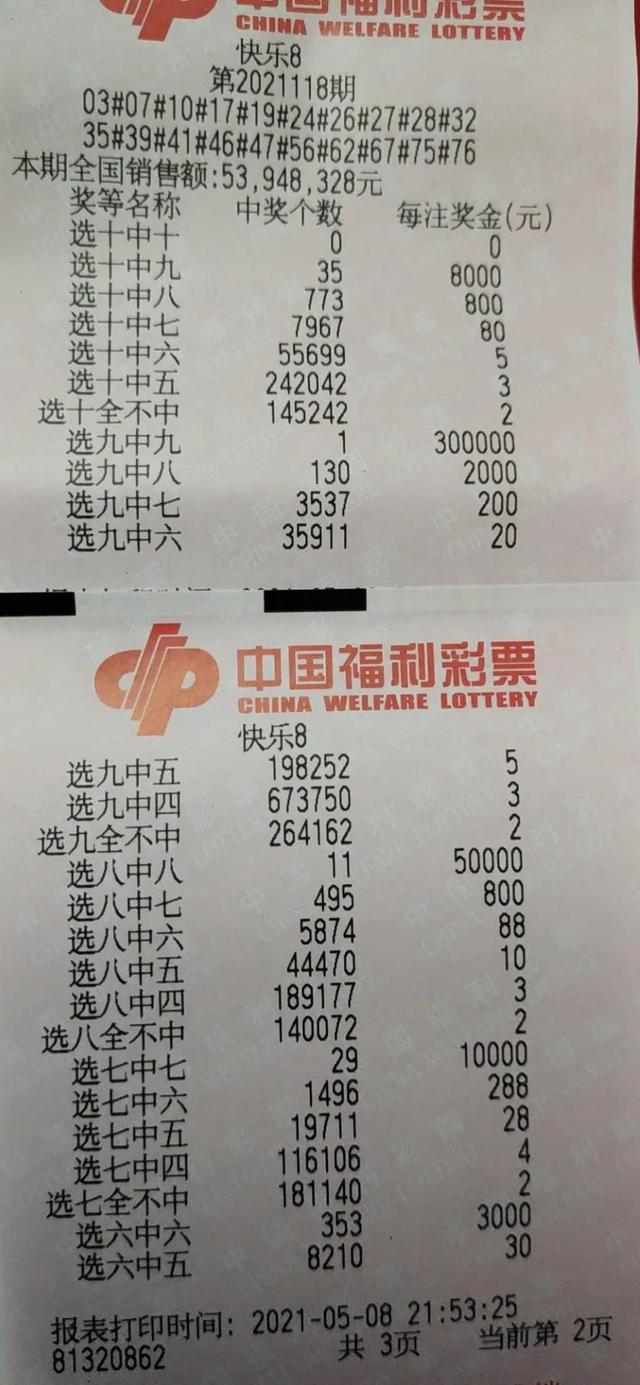 中国福利彩票
CHINA WELFARE LOTTERY
快乐8
第2021118期
03#07#10#17#19#24#26#27#28#32
35#39#41#46#47#56#62#67#75#76
本期全国销售额:53,948,328元
奖等名称 中奖个数 每注奖金(元)
选十中十 0 0
选十中九 35 8000
选十中八 773 800
选十中七 7967 80
选十中六 55699 5
选十中五 242042 3
选十全不中 145242 2
选九中九 1 300000
选九中八 130 2000
选九中七 3537 200
选九中六 35911 20
中国福利彩票
CHINA WELFARE LOTTERY
快乐8
选九中五 198252 5
选九中四 673750 3
选九全不中 264162 2
选八中八 11 50000
选八中七 495 800
选八中六 5874 88
选八中五 44470 10
选八中四 189177 3
选八全不中 140072 2
选七中七 29 10000
选七中六 1496 288
选七中五 19711 28
选七中四 116106 4
选七全不中 181140 2
选六中六 353 3000
选六中五 8210 30
报表打印时间: 2021-05-08 21:53:25
81320862 共 3页 当前第 2页